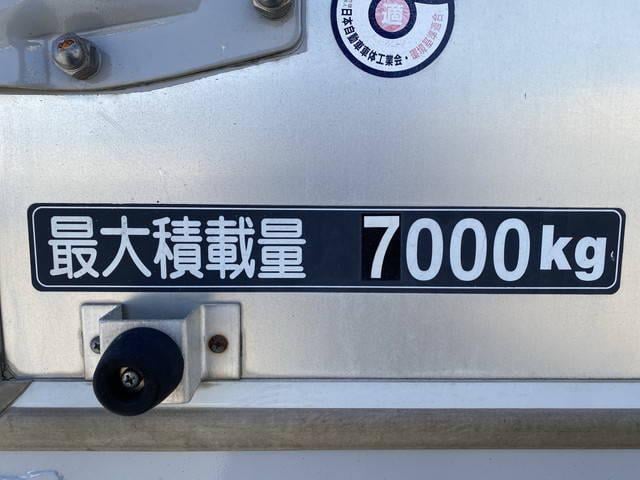 適
日本自動車車体工業会・
最大積載量 7000kg